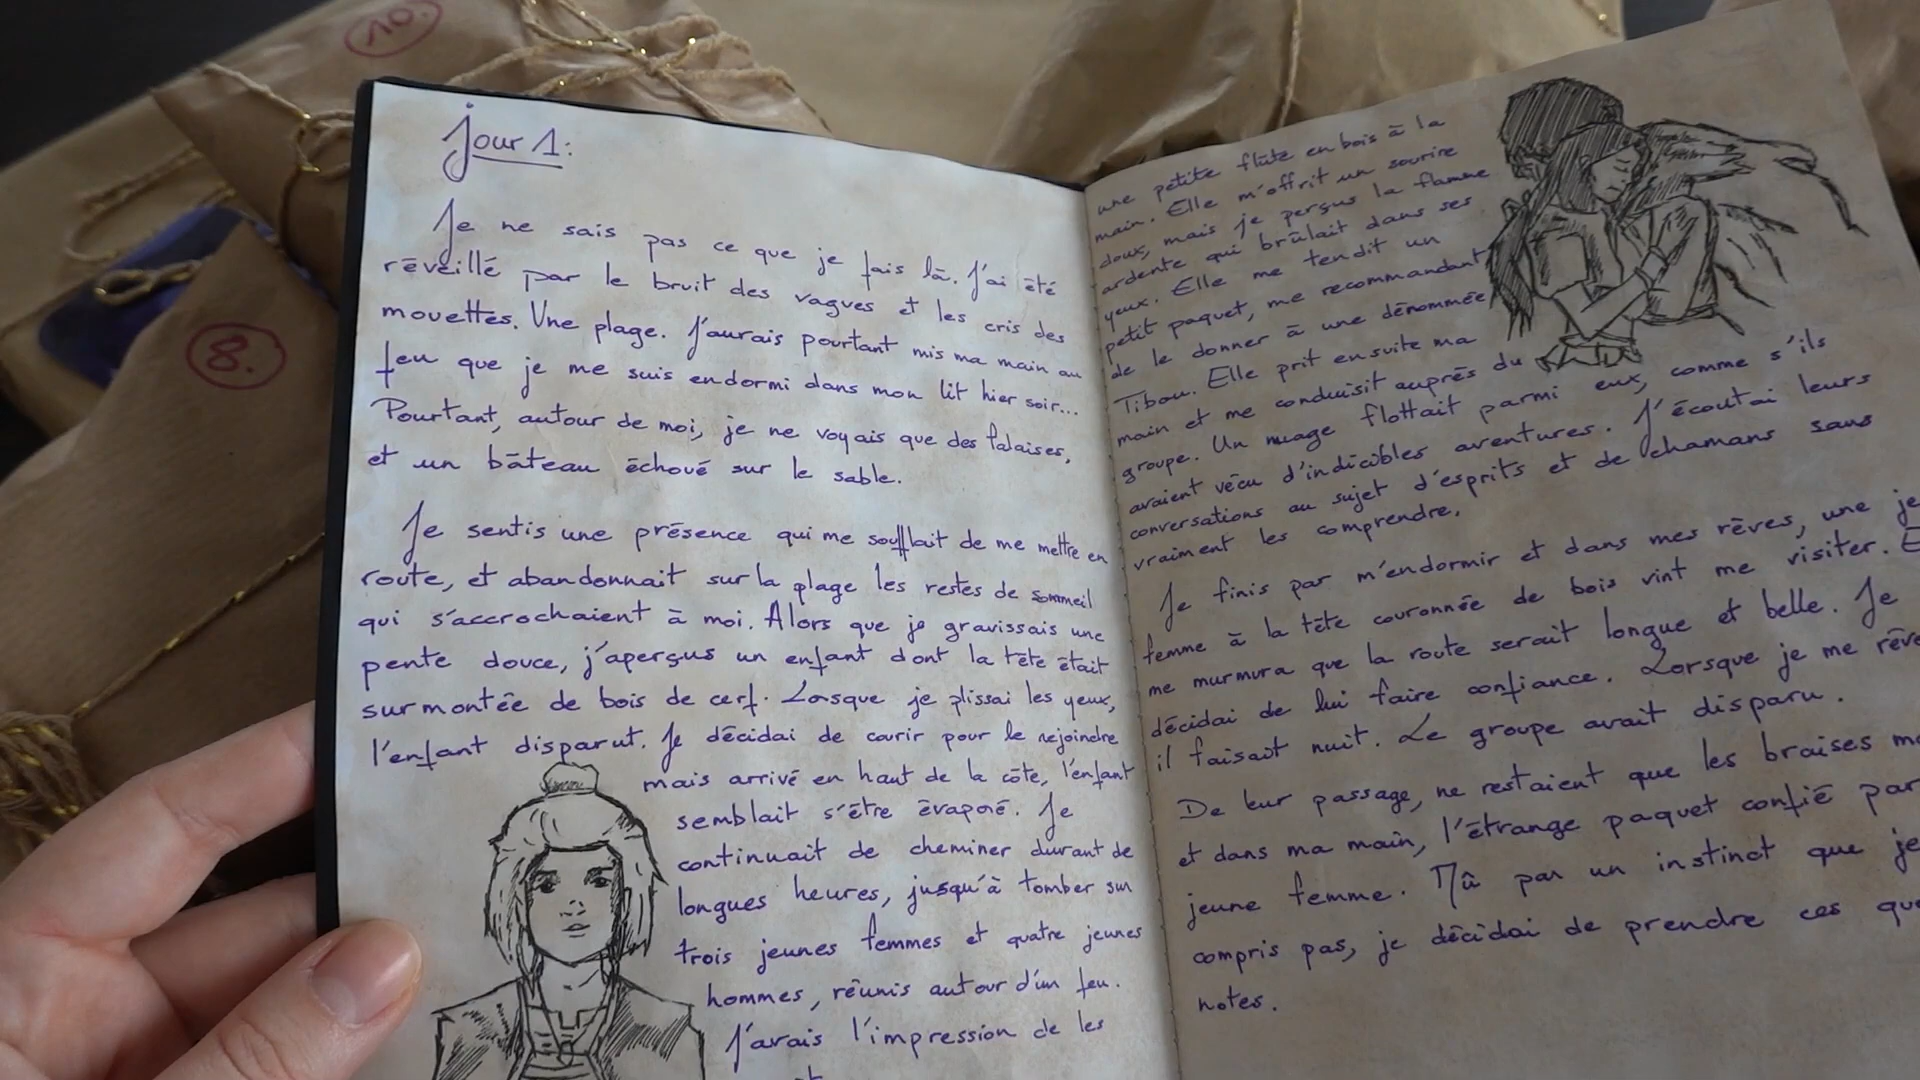 10.
8.
Jour 1:
Je ne sais pas ce que je fais là. J'ai été
réveillé par le bruit des vagues et les cris des
mouettes. Une plage. J'aurais pourtant mis ma main au
feu que je me suis endormi dans mon lit hier soir...
Pourtant, autour de moi, je ne voyais que des falaises,
et un bâteau échoué sur le sable.
Je sentis une présence qui me soufflait de me mettre en
route, et abandonnait sur la plage les restes de sommeil
qui s'accrochaient à moi. Alors que je gravissais une
pente douce, j'aperçus un enfant dont la tête était
surmontée de bois de cerf. Lorsque je plissai les yeux,
l'enfant disparut. Je décidai de courir pour le rejoindre
mais arrivé en haut de la côte, l'enfant
semblait s'être évaporé. Je
continuait de cheminer durant de
longues heures, jusqu'à tomber sur
trois jeunes femmes et quatre jeunes
hommes, réunis autour d'un feu.
J'avais l'impression de les
une petite flûte en bois à la
main. Elle m'offrit un sourire
doux, mais je perçus la flamme
ardente qui brûlait dans ses
yeux. Elle me tendit un
petit paquet, me recommandant
de le donner à une dénommée
Tibou. Elle prit ensuite ma
main et me conduisit auprès du
groupe. Un nuage flottait parmi eux, comme s'ils
avaient vécu d'indicibles aventures. J'écoutai leurs
conversations au sujet d'esprits et de chamans sans
vraiment les comprendre.
Je finis par m'endormir et dans mes rêves, une je
femme à la tête couronnée de bois vint me visiter. E
me murmura que la route serait longue et belle. Je
décidai de lui faire confiance. Lorsque je me réve
il faisait nuit. Le groupe avait disparu.
De leur passage, ne restaient que les braises
et dans ma main, l'étrange paquet confié par
jeune femme. Mû par un instinct que je
compris pas, je décidai de prendre ces que
notes.